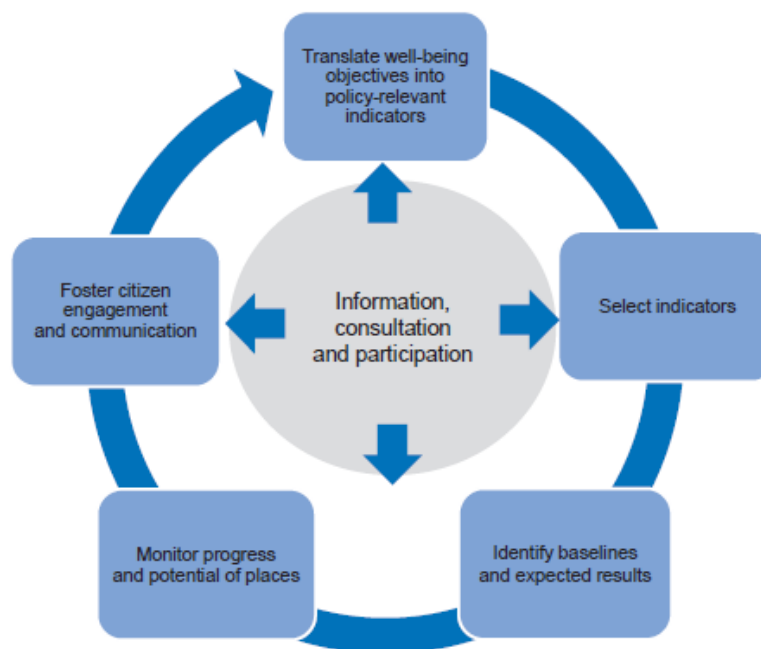 Translate well-being
objectives into
policy-relevant
indicators
Foster citizen
engagement
and communication
Information,
consultation
and participation
Select indicators
Monitor progress
and potential of places
Identify baselines
and expected results